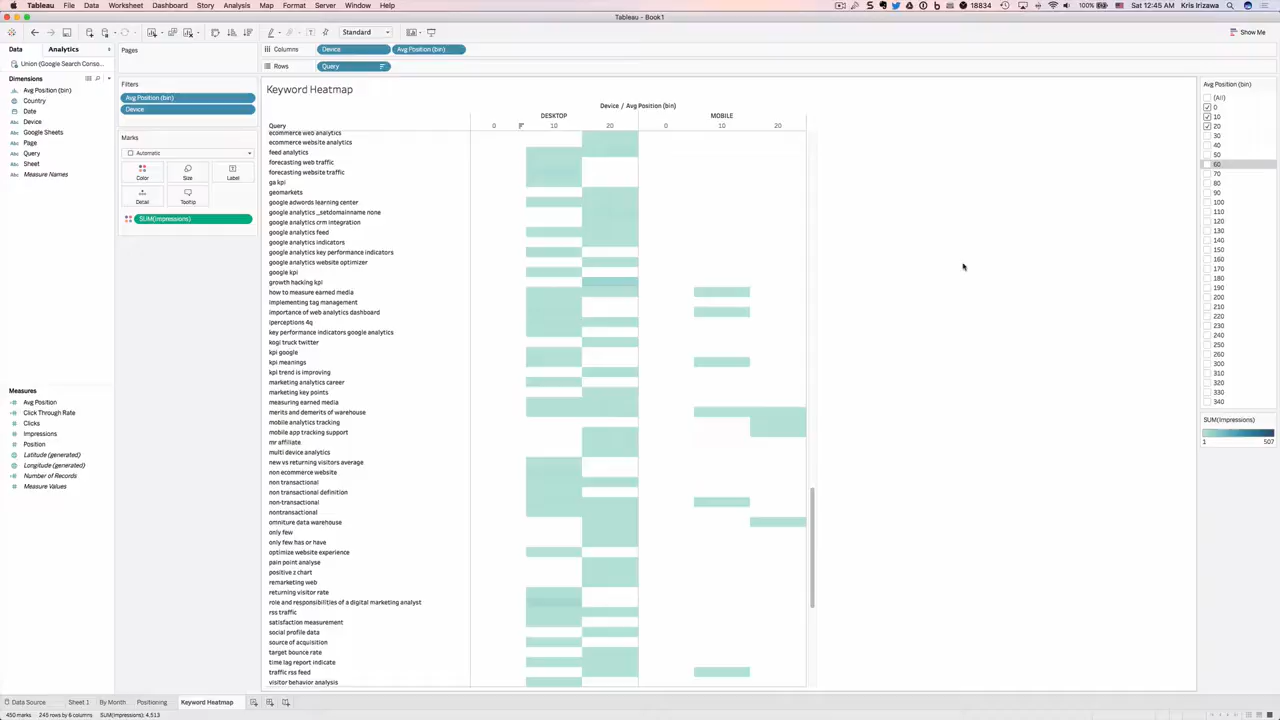 Tableau File Data Worksheet Dashboard Story Analysis Map Format Server Window Help
18834 100% Sat 12:45 AM Kris Irizawa
Tableau - Book1
Standard
Show Me
Data Analytics
Union (Google Search Conso...
Dimensions
Avg Position (bin)
Abc Country
Date
Abc Device
Abc Google Sheets
Abc Page
Abc Query
Abc Sheet
Abc Measure Names
Measures
Avg Position
Click Through Rate
Clicks
Impressions
Position
Latitude (generated)
Longitude (generated)
Number of Records
Measure Values
Pages
Filters
Avg Position (bin)
Device
Marks
Automatic
Color Size Label
Detail Tooltip
SUM(Impressions)
Columns Device Avg Position (bin)
Rows Query
Keyword Heatmap
Device / Avg Position (bin)
DESKTOP MOBILE
Query 0 10 20 0 10 20
ecommerce web analytics
ecommerce website analytics
feed analytics
forecasting web traffic
forecasting website traffic
ga kpi
geomarkets
google adwords learning center
google analytics _setdomainname none
google analytics crm integration
google analytics feed
google analytics indicators
google analytics key performance indicators
google analytics website optimizer
google kpi
growth hacking kpi
how to measure earned media
implementing tag management
importance of web analytics dashboard
iperceptions 4q
key performance indicators google analytics
kogi truck twitter
kpi google
kpi meanings
kpi trend is improving
marketing analytics career
marketing key points
measuring earned media
merits and demerits of warehouse
mobile analytics tracking
mobile app tracking support
mr affiliate
multi device analytics
new vs returning visitors average
non ecommerce website
non transactional
non transactional definition
non-transactional
nontransactional
omniture data warehouse
only few
only few has or have
optimize website experience
pain point analyse
positive z chart
remarketing web
returning visitor rate
role and responsibilities of a digital marketing analyst
rss traffic
satisfaction measurement
social profile data
source of acquisition
target bounce rate
time lag report indicate
traffic rss feed
visitor behavior analysis
Avg Position (bin)
(All)
0
10
20
30
40
50
60
70
80
90
100
110
120
130
140
150
160
170
180
190
200
210
220
230
240
250
260
300
310
320
330
340
SUM(Impressions)
1 507
Data Source Sheet 1 By Month Positioning Keyword Heatmap
450 marks 245 rows by 6 columns SUM(Impressions): 4,513